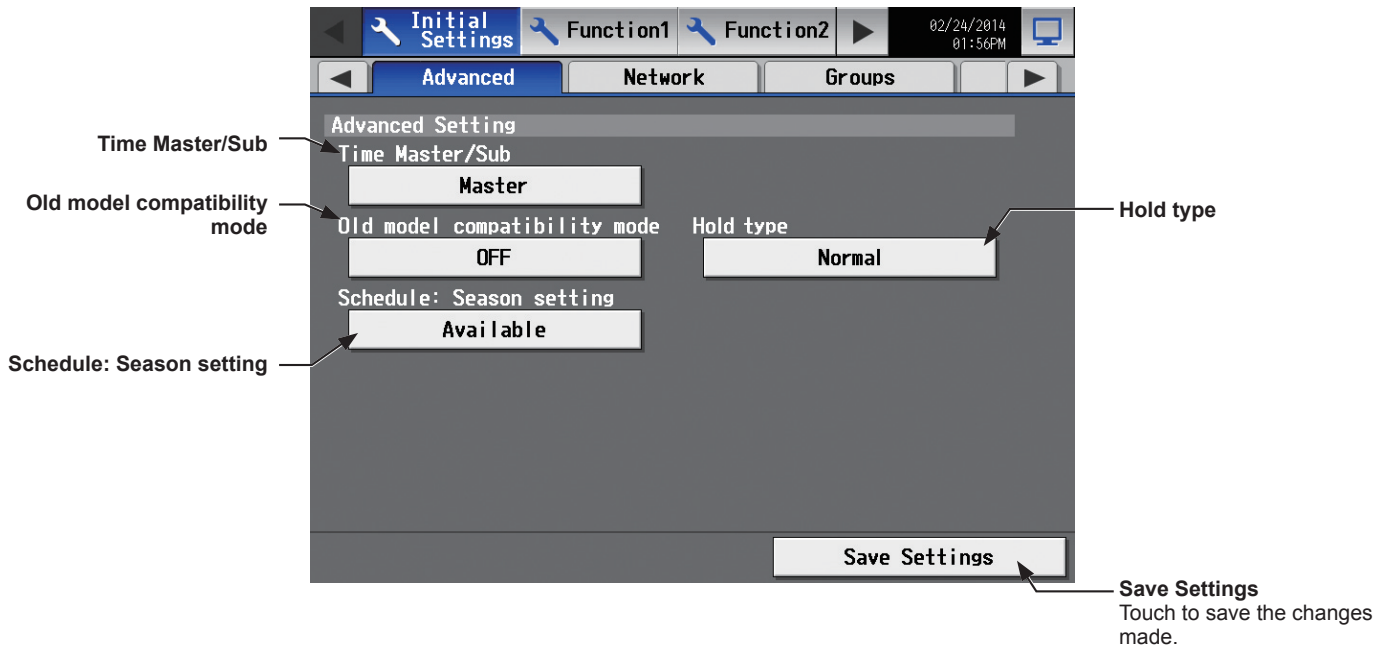 Initial
Settings
Function1
Function2
02/24/2014
01:56PM
Advanced
Network
Groups
Advanced Setting
Time Master/Sub
Time Master/Sub
Master
Old model compatibility
mode
Old model compatibility mode
Hold type
Hold type
OFF
Normal
Schedule: Season setting
Available
Schedule: Season setting
Save Settings
Save Settings
Touch to save the changes
made.